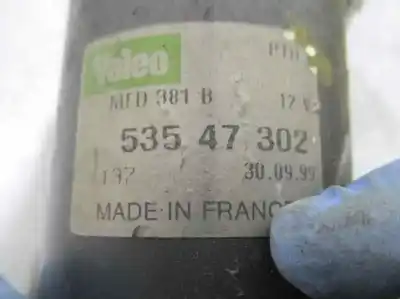 Valeo
MFD 381 B 12 V
535 47 302
30.09.99
MADE IN FRANC